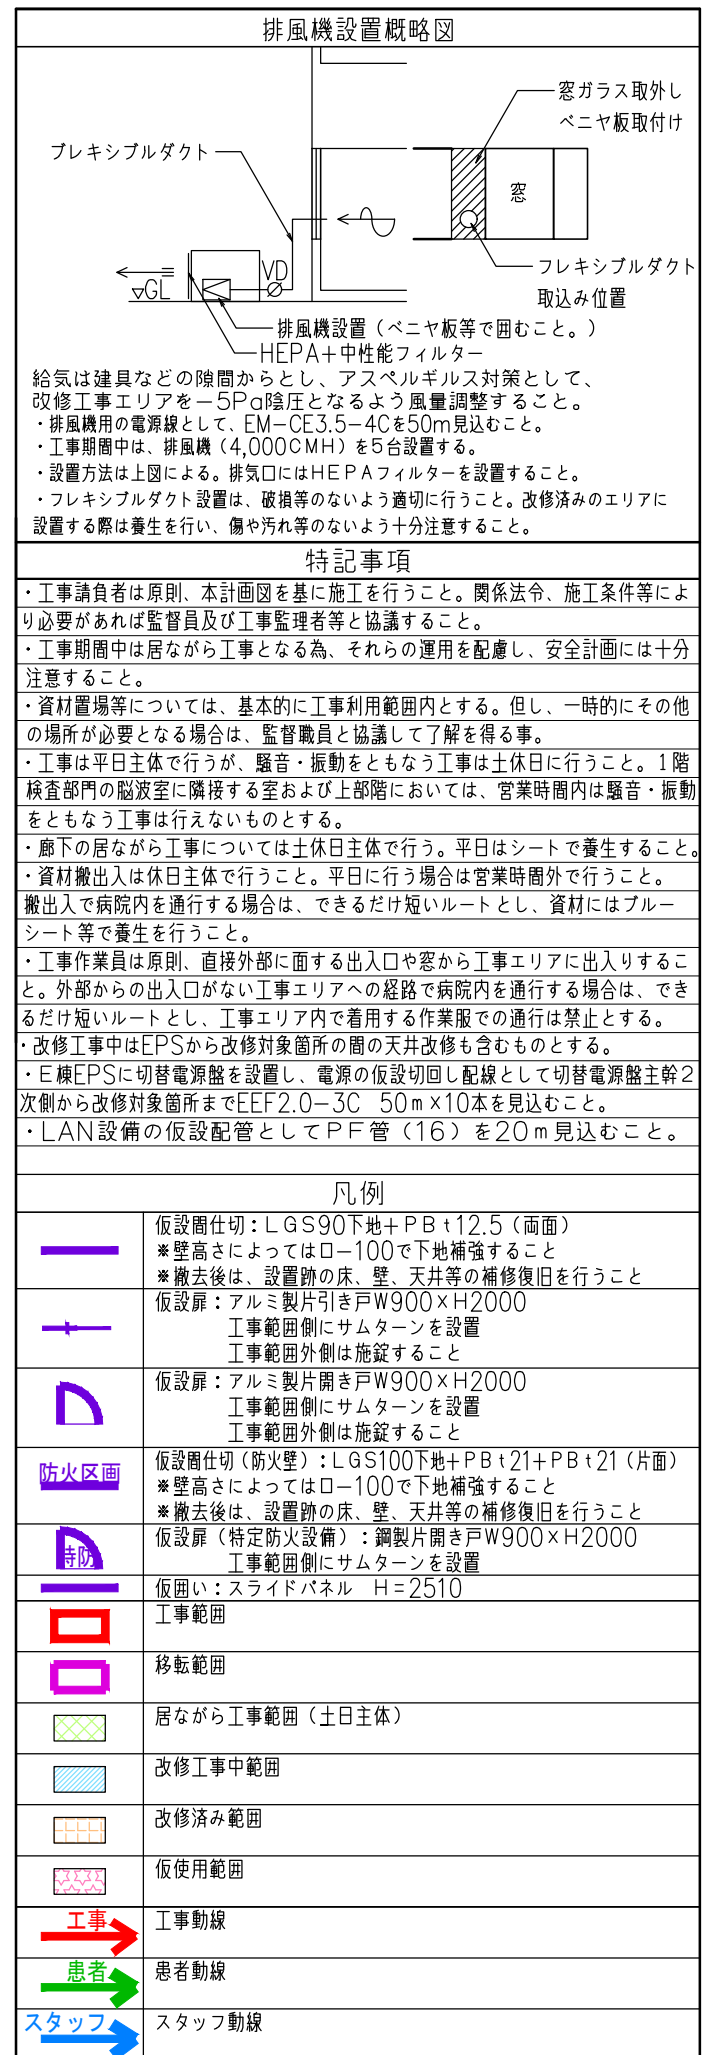 排風機設置概略図
窓ガラス取外し
ベニヤ板取付け
ブレキシブルダクト
窓
フレキシブルダクト
取込み位置
VD
▽GL
排風機設置(ベニヤ板等で囲むこと。)
HEPA+中性能フィルター
給気は建具などの隙間からとし、アスペルギルス対策として、
改修工事エリアを-5Pa陰圧となるよう風量調整すること。
・排風機用の電源線として、EM-CE3.5-4Cを50m見込むこと。
・工事期間中は、排風機(4,000CMH)を5台設置する。
・設置方法は上図による。排気口にはHEPAフィルターを設置すること。
・フレキシブルダクト設置は、破損等のないよう適切に行うこと。改修済みのエリアに
設置する際は養生を行い、傷や汚れ等のないよう十分注意すること。
特記事項
・工事請負者は原則、本計画図を基に施工を行うこと。関係法令、施工条件等によ
り必要があれば監督員及び工事監理者等と協議すること。
・工事期間中は居ながら工事となる為、それらの運用を配慮し、安全計画には十分
注意すること。
・資材置場等については、基本的に工事利用範囲内とする。但し、一時的にその他
の場所が必要となる場合は、監督職員と協議して了解を得る事。
・工事は平日主体で行うが、騒音・振動をともなう工事は土休日に行うこと。1階
検査部門の脳波室に隣接する室および上部階においては、営業時間内は騒音・振動
をともなう工事は行えないものとする。
・廊下の居ながら工事については土休日主体で行う。平日はシートで養生すること。
・資材搬出入は休日主体で行うこと。平日に行う場合は営業時間外で行うこと。
搬出入で病院内を通行する場合は、できるだけ短いルートとし、資材にはブルー
シート等で養生を行うこと。
・工事作業員は原則、直接外部に面する出入口や窓から工事エリアに出入りするこ
と。外部からの出入口がない工事エリアへの経路で病院内を通行する場合は、でき
るだけ短いルートとし、工事エリア内で着用する作業服での通行は禁止とする。
・改修工事中はEPSから改修対象箇所の間の天井改修も含むものとする。
・E棟EPSに切替電源盤を設置し、電源の仮設切回し配線として切替電源盤主幹2
次側から改修対象箇所までEEF2.0-3C 50m×10本を見込むこと。
・LAN設備の仮設配管としてPF管(16)を20m見込むこと。
凡例
仮設間仕切:LGS90下地+PBt12.5(両面)
※壁高さによってはロ-100で下地補強すること
※撤去後は、設置跡の床、壁、天井等の補修復旧を行うこと
仮設扉:アルミ製片引き戸W900×H2000
工事範囲側にサムターンを設置
工事範囲外側は施錠すること
仮設扉:アルミ製片開き戸W900×H2000
工事範囲側にサムターンを設置
工事範囲外側は施錠すること
防火区画
仮設間仕切(防火壁):LGS100下地+PBt21+PBt21(片面)
※壁高さによってはロ-100で下地補強すること
※撤去後は、設置跡の床、壁、天井等の補修復旧を行うこと
特防
仮設扉(特定防火設備):鋼製片開き戸W900×H2000
工事範囲側にサムターンを設置
仮囲い:スライドパネル H=2510
工事範囲
移転範囲
居ながら工事範囲(土日主体)
改修工事中範囲
改修済み範囲
仮使用範囲
工事
工事動線
患者
患者動線
スタッフ
スタッフ動線